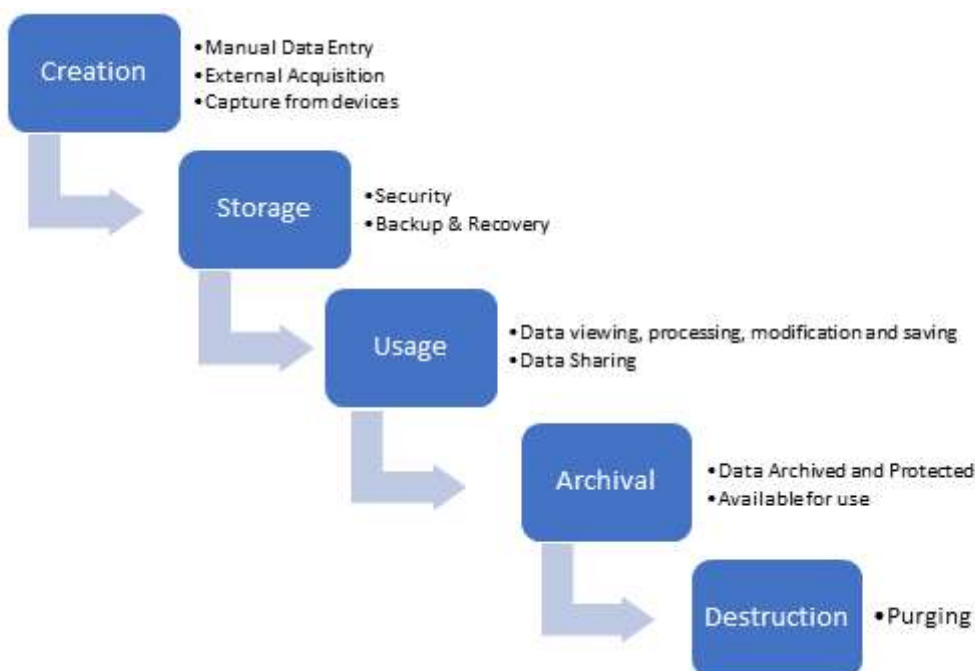 Creation
•Manual Data Entry
•External Acquisition
•Capture from devices
Storage
•Security
•Backup & Recovery
Usage
•Data viewing, processing, modification and saving
•Data Sharing
Archival
•Data Archived and Protected
•Available for use
Destruction
•Purging